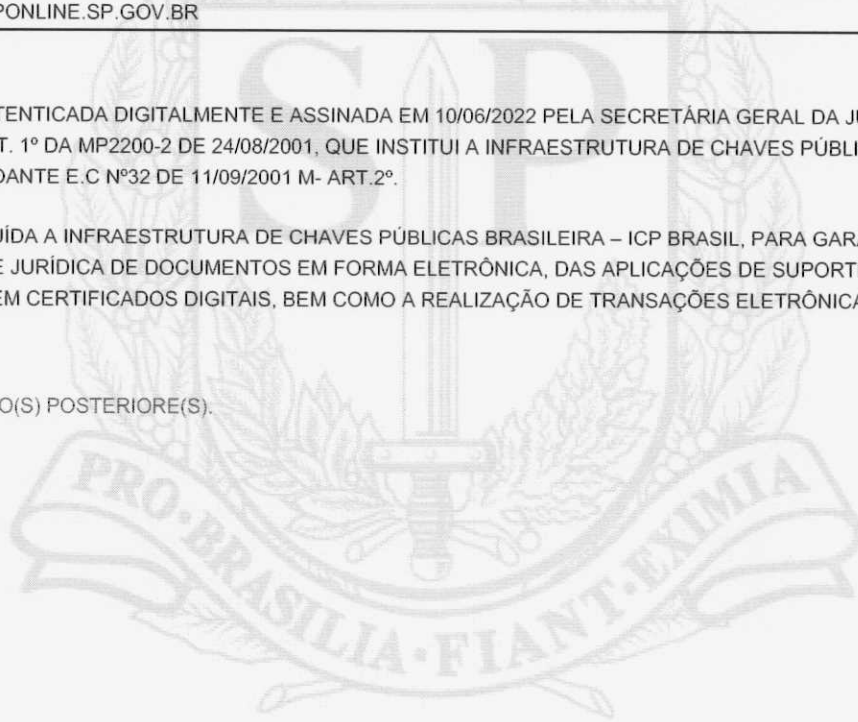 PONLINE.SP.GOV.BR
TENTICADA DIGITALMENTE E ASSINADA EM 10/06/2022 PELA SECRETÁRIA GERAL DA JU
T. 1º DA MP2200-2 DE 24/08/2001, QUE INSTITUI A INFRAESTRUTURA DE CHAVES PÚBLI
DANTE E.C Nº32 DE 11/09/2001 M- ART.2º.
UÍDA A INFRAESTRUTURA DE CHAVES PÚBLICAS BRASILEIRA – ICP BRASIL, PARA GARA
E JURÍDICA DE DOCUMENTOS EM FORMA ELETRÔNICA, DAS APLICAÇÕES DE SUPORTE
EM CERTIFICADOS DIGITAIS, BEM COMO A REALIZAÇÃO DE TRANSAÇÕES ELETRÔNICA
O(S) POSTERIORE(S).
SP
PRO·BRASILIA·FIANT·EXIMIA